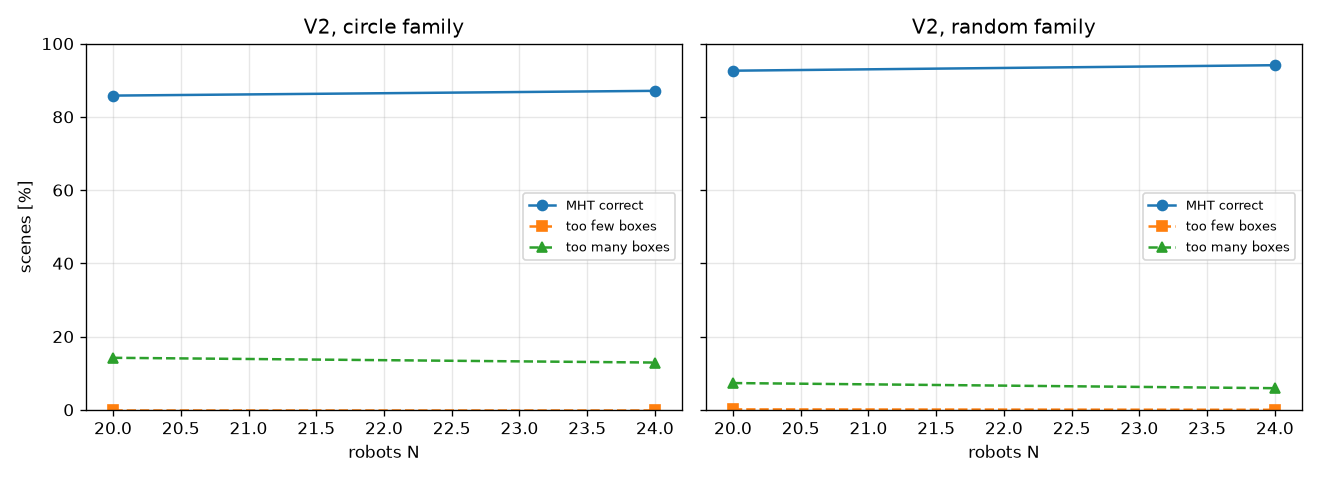 V2, circle family
V2, random family
scenes [%]
100
80
60
40
20
0
MHT correct
too few boxes
too many boxes
MHT correct
too few boxes
too many boxes
20.0 20.5 21.0 21.5 22.0 22.5 23.0 23.5 24.0
20.0 20.5 21.0 21.5 22.0 22.5 23.0 23.5 24.0
robots N
robots N